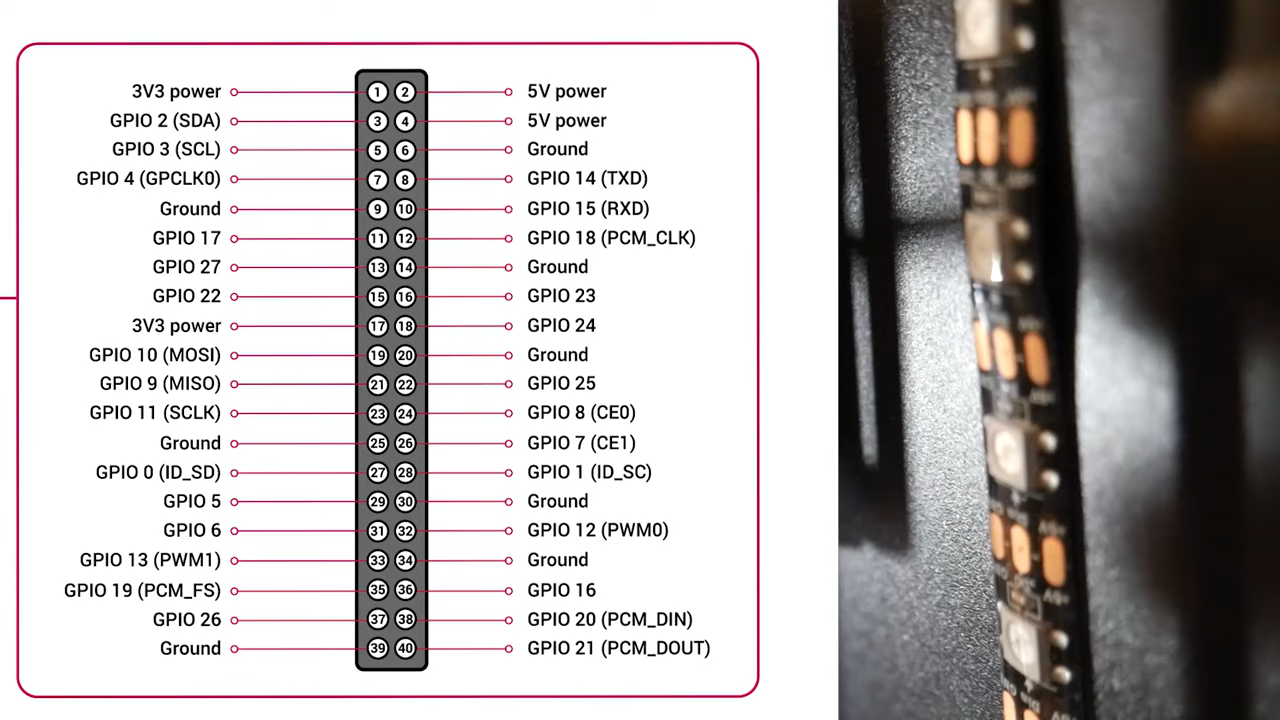 3V3 power 1 2 5V power
GPIO 2 (SDA) 3 4 5V power
GPIO 3 (SCL) 5 6 Ground
GPIO 4 (GPCLK0) 7 8 GPIO 14 (TXD)
Ground 9 10 GPIO 15 (RXD)
GPIO 17 11 12 GPIO 18 (PCM_CLK)
GPIO 27 13 14 Ground
GPIO 22 15 16 GPIO 23
3V3 power 17 18 GPIO 24
GPIO 10 (MOSI) 19 20 Ground
GPIO 9 (MISO) 21 22 GPIO 25
GPIO 11 (SCLK) 23 24 GPIO 8 (CE0)
Ground 25 26 GPIO 7 (CE1)
GPIO 0 (ID_SD) 27 28 GPIO 1 (ID_SC)
GPIO 5 29 30 Ground
GPIO 6 31 32 GPIO 12 (PWM0)
GPIO 13 (PWM1) 33 34 Ground
GPIO 19 (PCM_FS) 35 36 GPIO 16
GPIO 26 37 38 GPIO 20 (PCM_DIN)
Ground 39 40 GPIO 21 (PCM_DOUT)